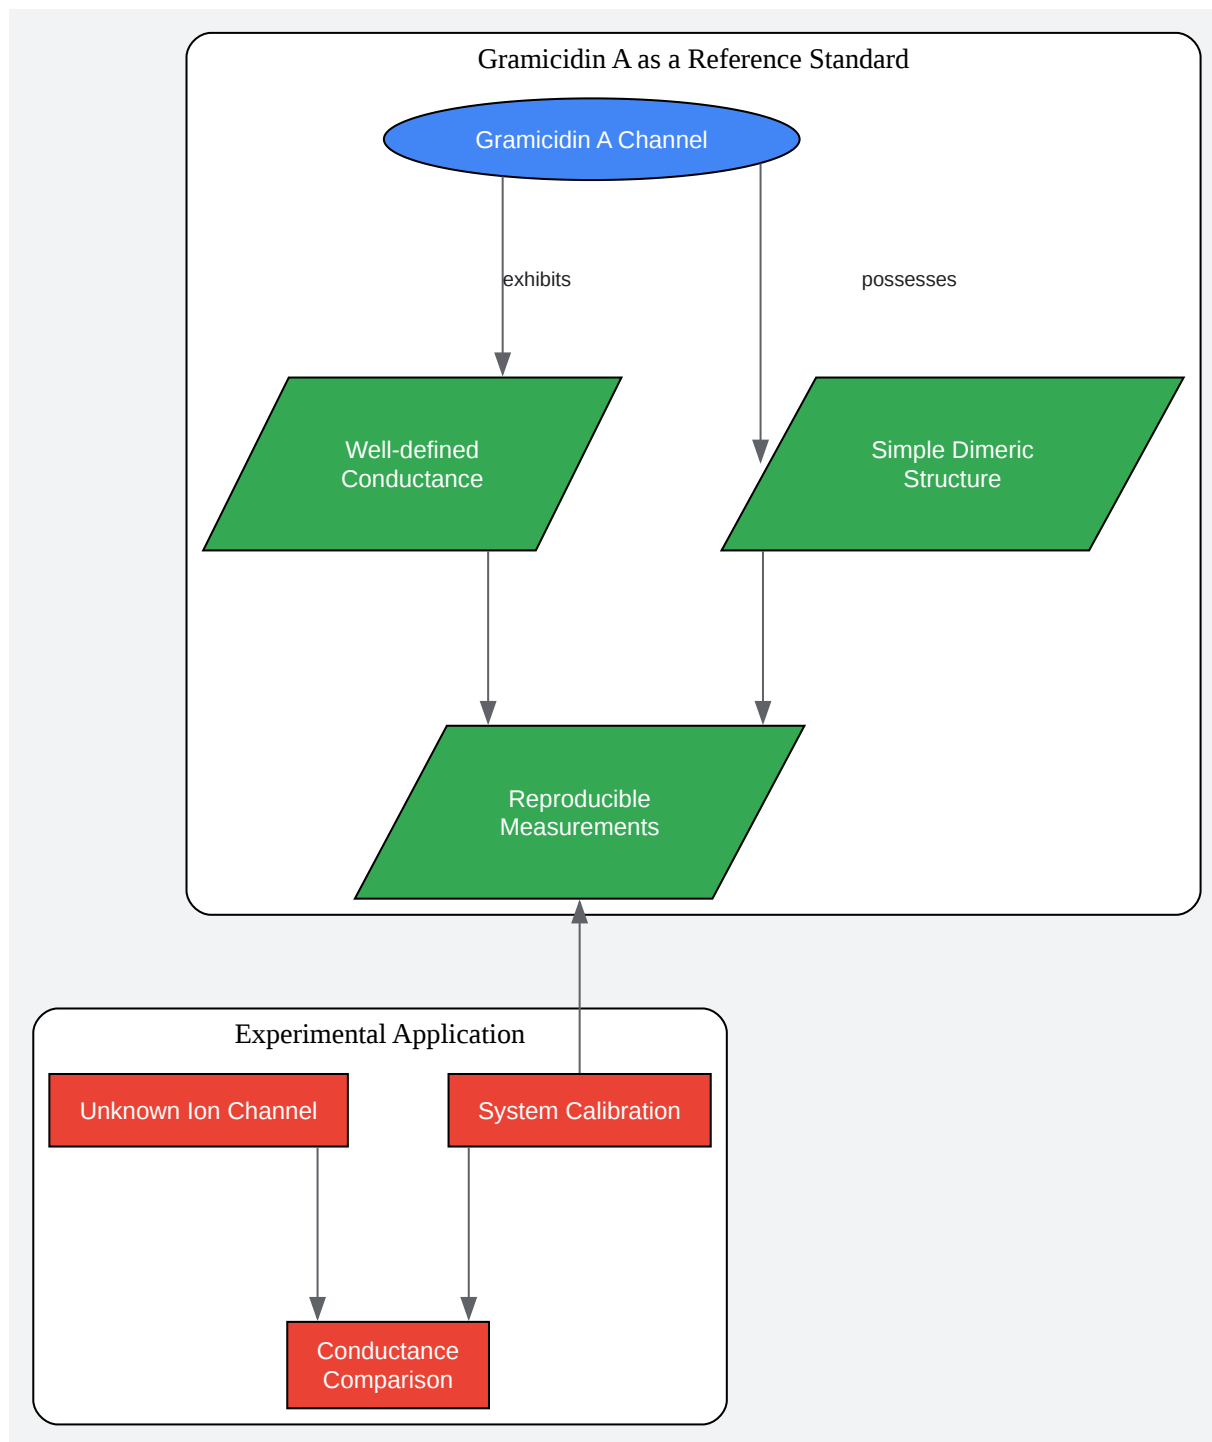 Gramicidin A as a Reference Standard
Gramicidin A Channel
exhibits
possesses
Well-defined
Conductance
Simple Dimeric
Structure
Reproducible
Measurements
Experimental Application
Unknown Ion Channel
System Calibration
Conductance
Comparison